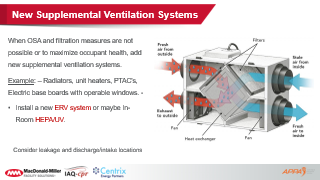 New Supplemental Ventilation Systems
When OSA and filtration measures are not
possible or to maximize occupant health, add
new supplemental ventilation systems.
Example: – Radiators, unit heaters, PTAC's,
Electric base boards with operable windows. -
• Install a new ERV system or maybe In-
Room HEPA/UV.
Consider leakage and discharge/intake locations
Fresh
air from
outside
Filters
Stale
air from
inside
Exhaust
to outside
Fan
Heat exchanger
Fan
Fresh
air to
inside
MacDonald-Miller
FACILITY SOLUTIONS
IAQ-cpr
Centrix
Energy Partners